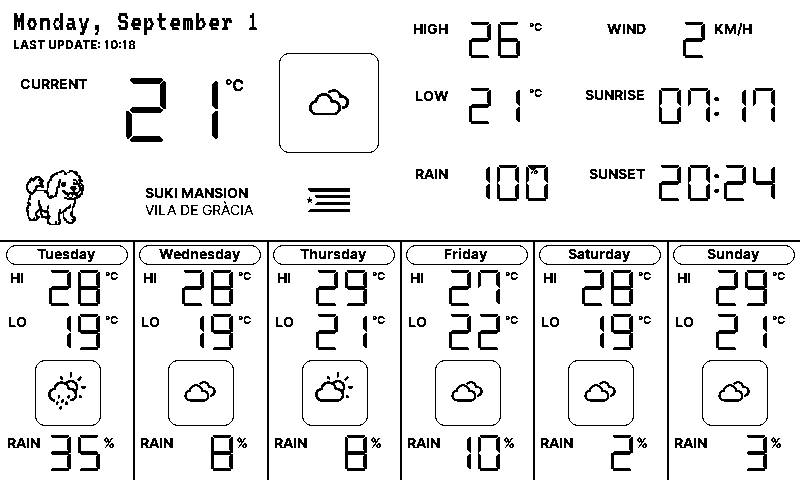 Monday, September 1
LAST UPDATE: 10:18
CURRENT 21 °C
HIGH 26 °C
WIND 2 KM/H
LOW 21 °C
SUNRISE 07:17
RAIN 100 %
SUNSET 20:24
SUKI MANSION
VILA DE GRÀCIA
Tuesday
HI 28 °C
LO 19 °C
RAIN 35 %
Wednesday
HI 28 °C
LO 19 °C
RAIN 8 %
Thursday
HI 29 °C
LO 21 °C
RAIN 8 %
Friday
HI 27 °C
LO 22 °C
RAIN 10 %
Saturday
HI 28 °C
LO 19 °C
RAIN 2 %
Sunday
HI 29 °C
LO 21 °C
RAIN 3 %